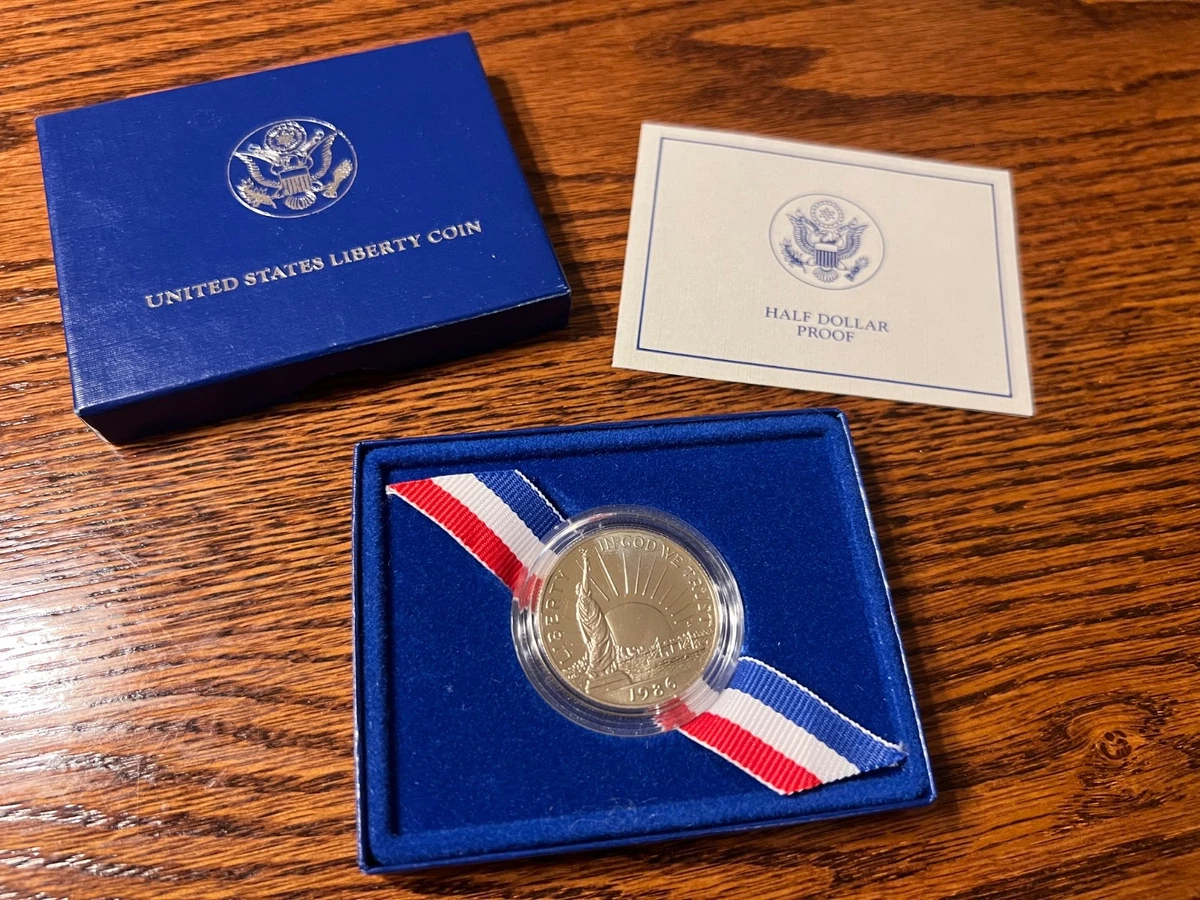 UNITED STATES LIBERTY COIN
HALF DOLLAR
PROOF
LIBERTY
IN GOD WE TRUST
1986